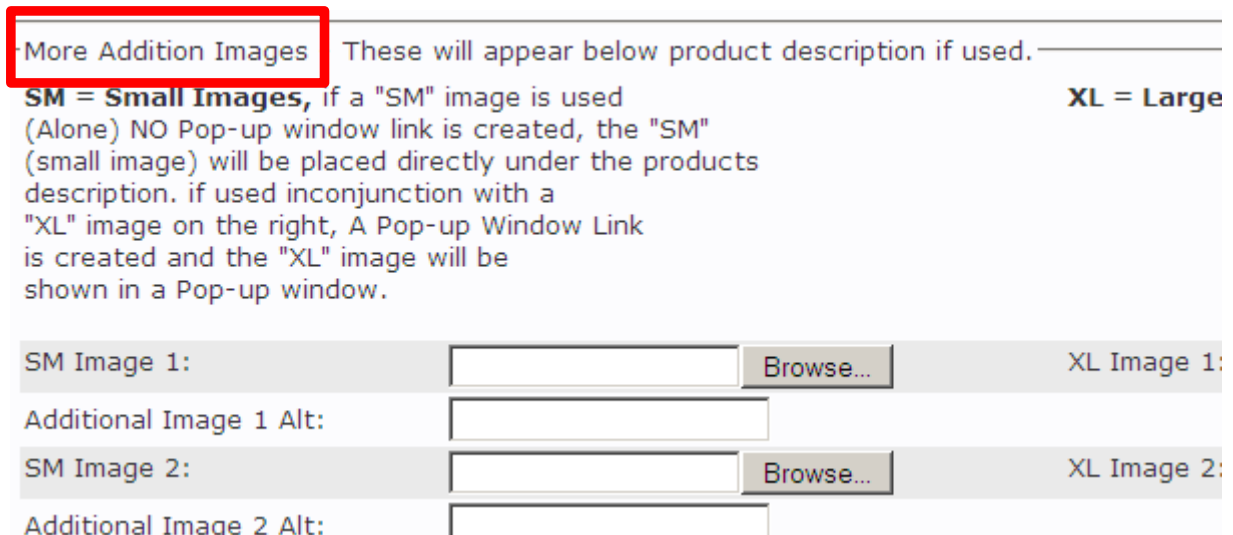 More Addition Images These will appear below product description if used.
SM = Small Images, if a "SM" image is used
XL = Large
(Alone) NO Pop-up window link is created, the "SM"
(small image) will be placed directly under the products
description. if used inconjunction with a
"XL" image on the right, A Pop-up Window Link
is created and the "XL" image will be
shown in a Pop-up window.
SM Image 1: Browse... XL Image 1:
Additional Image 1 Alt:
SM Image 2: Browse... XL Image 2:
Additional Image 2 Alt: